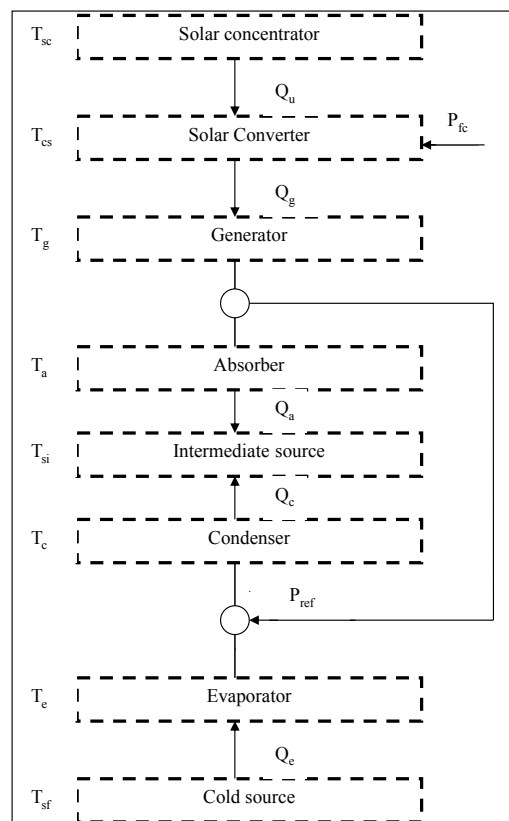 T_sc Solar concentrator
Q_u
T_cs Solar Converter P_fc
Q_g
T_g Generator
T_a Absorber
Q_a
T_si Intermediate source
Q_c
T_c Condenser
P_ref
T_e Evaporator
Q_e
T_sf Cold source